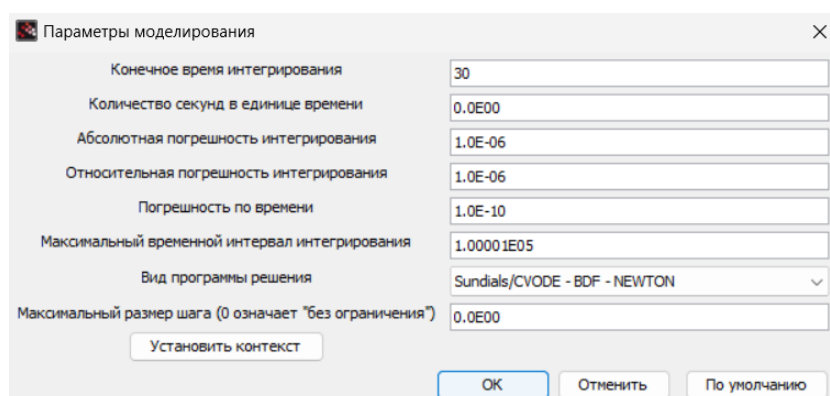 Параметры моделирования
Конечное время интегрирования 30
Количество секунд в единице времени 0.0E00
Абсолютная погрешность интегрирования 1.0E-06
Относительная погрешность интегрирования 1.0E-06
Погрешность по времени 1.0E-10
Максимальный временной интервал интегрирования 1.00001E05
Вид программы решения Sundials/CVODE - BDF - NEWTON
Максимальный размер шага (0 означает "без ограничения") 0.0E00
Установить контекст
OK Отменить По умолчанию